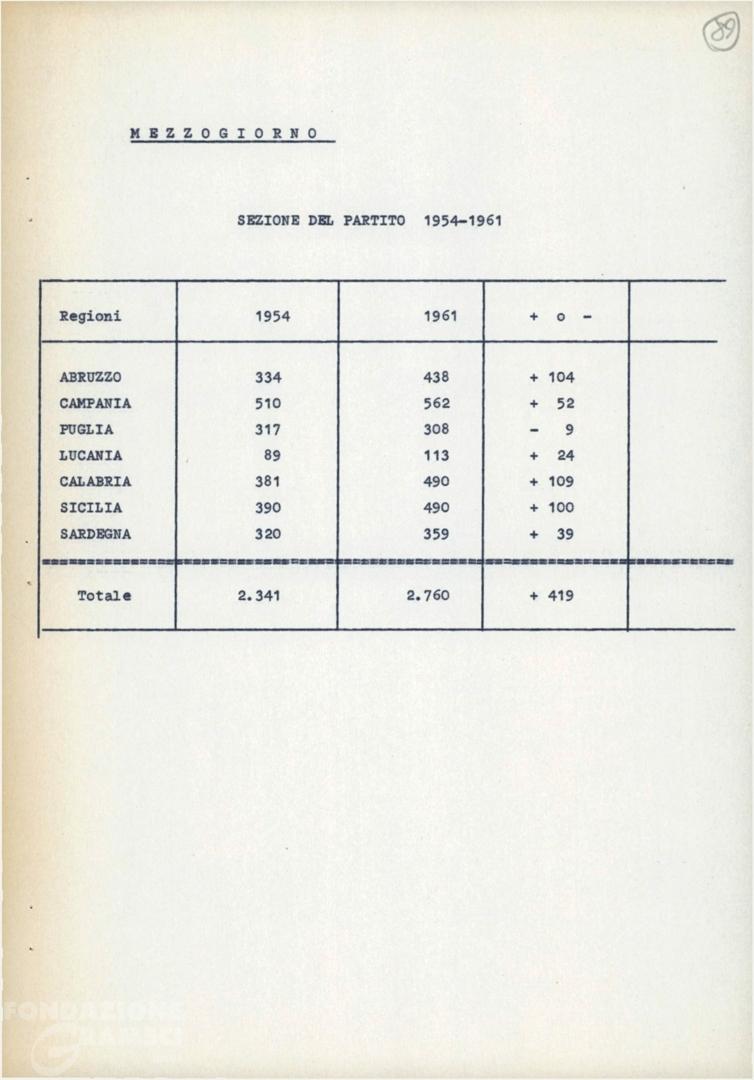 89
M E Z Z O G I O R N O
SEZIONE DEL PARTITO 1954-1961
Regioni 1954 1961 + o -
ABRUZZO 334 438 + 104
CAMPANIA 510 562 + 52
PUGLIA 317 308 - 9
LUCANIA 89 113 + 24
CALABRIA 381 490 + 109
SICILIA 390 490 + 100
SARDEGNA 320 359 + 39
Totale 2.341 2.760 + 419
FONDAZIONE
GRAMSCI